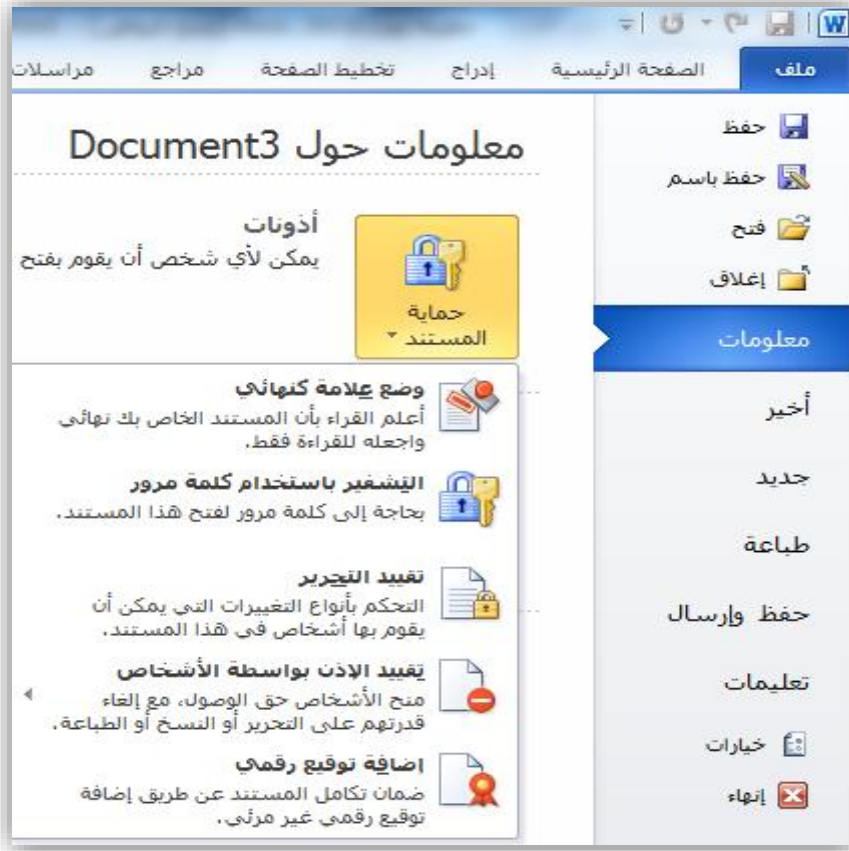 W
ملف الصفحة الرئيسية إدراج تخطيط الصفحة مراجع مراسلات
حفظ
حفظ باسم
فتح
إغلاق
معلومات
أخير
جديد
طباعة
حفظ وإرسال
تعليمات
خيارات
إنهاء
معلومات حول Document3
أذونات
يمكن لأي شخص أن يقوم بفتح
حماية
المستند
وضع علامة كنهائي
أعلم القراء بأن المستند الخاص بك نهائي
واجعله للقراءة فقط.
التشفير باستخدام كلمة مرور
بحاجة إلى كلمة مرور لفتح هذا المستند.
تقييد التحرير
التحكم بأنواع التغييرات التي يمكن أن
يقوم بها أشخاص في هذا المستند.
تقييد الإذن بواسطة الأشخاص
منح الأشخاص حق الوصول، مع إلغاء
قدرتهم على التحرير أو النسخ أو الطباعة.
إضافة توقيع رقمي
ضمان تكامل المستند عن طريق إضافة
توقيع رقمي غير مرئي.